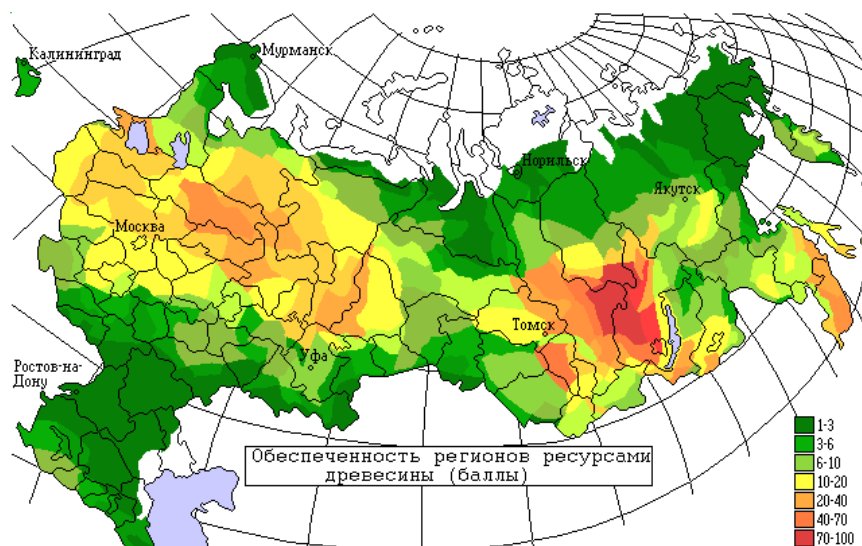 Калининград
Мурманск
Норильск
Якутск
Москва
Томск
Уфа
Ростов-на-
Дону
Обеспеченность регионов ресурсами
древесины (баллы)
1-3
3-6
6-10
10-20
20-40
40-70
70-100